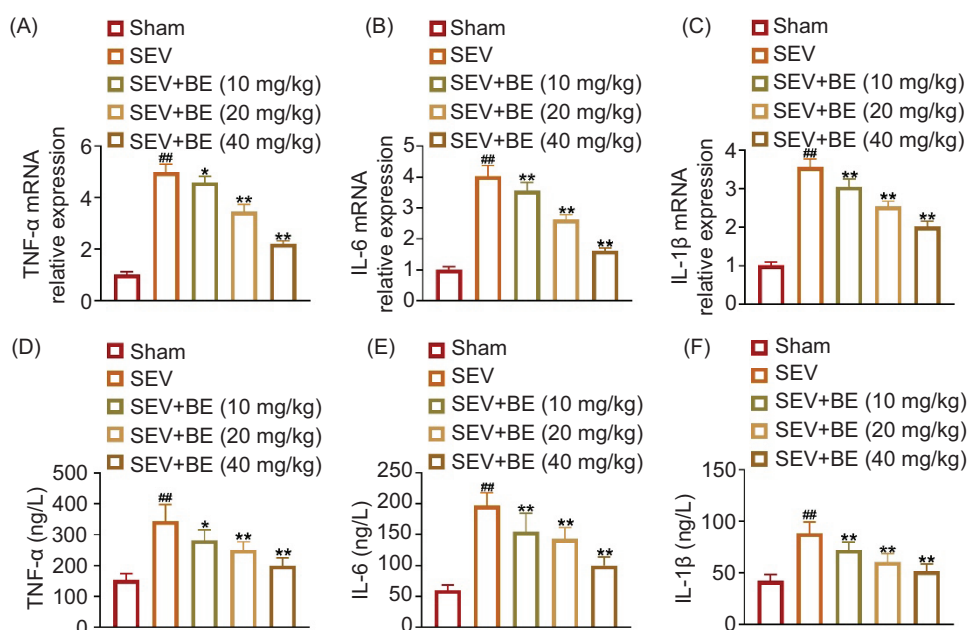 (A)
Sham
SEV
SEV+BE (10 mg/kg)
SEV+BE (20 mg/kg)
SEV+BE (40 mg/kg)
TNF-α mRNA
relative expression
6
4
2
0
##
*
**
**
(B)
Sham
SEV
SEV+BE (10 mg/kg)
SEV+BE (20 mg/kg)
SEV+BE (40 mg/kg)
IL-6 mRNA
relative expression
5
4
3
2
1
0
##
**
**
**
(C)
Sham
SEV
SEV+BE (10 mg/kg)
SEV+BE (20 mg/kg)
SEV+BE (40 mg/kg)
IL-1β mRNA
relative expression
4
3
2
1
0
##
**
**
**
(D)
Sham
SEV
SEV+BE (10 mg/kg)
SEV+BE (20 mg/kg)
SEV+BE (40 mg/kg)
TNF-α (ng/L)
500
400
300
200
100
0
##
*
**
**
(E)
Sham
SEV
SEV+BE (10 mg/kg)
SEV+BE (20 mg/kg)
SEV+BE (40 mg/kg)
IL-6 (ng/L)
250
200
150
100
50
0
##
**
**
**
(F)
Sham
SEV
SEV+BE (10 mg/kg)
SEV+BE (20 mg/kg)
SEV+BE (40 mg/kg)
IL-1β (ng/L)
150
100
50
0
##
**
**
**